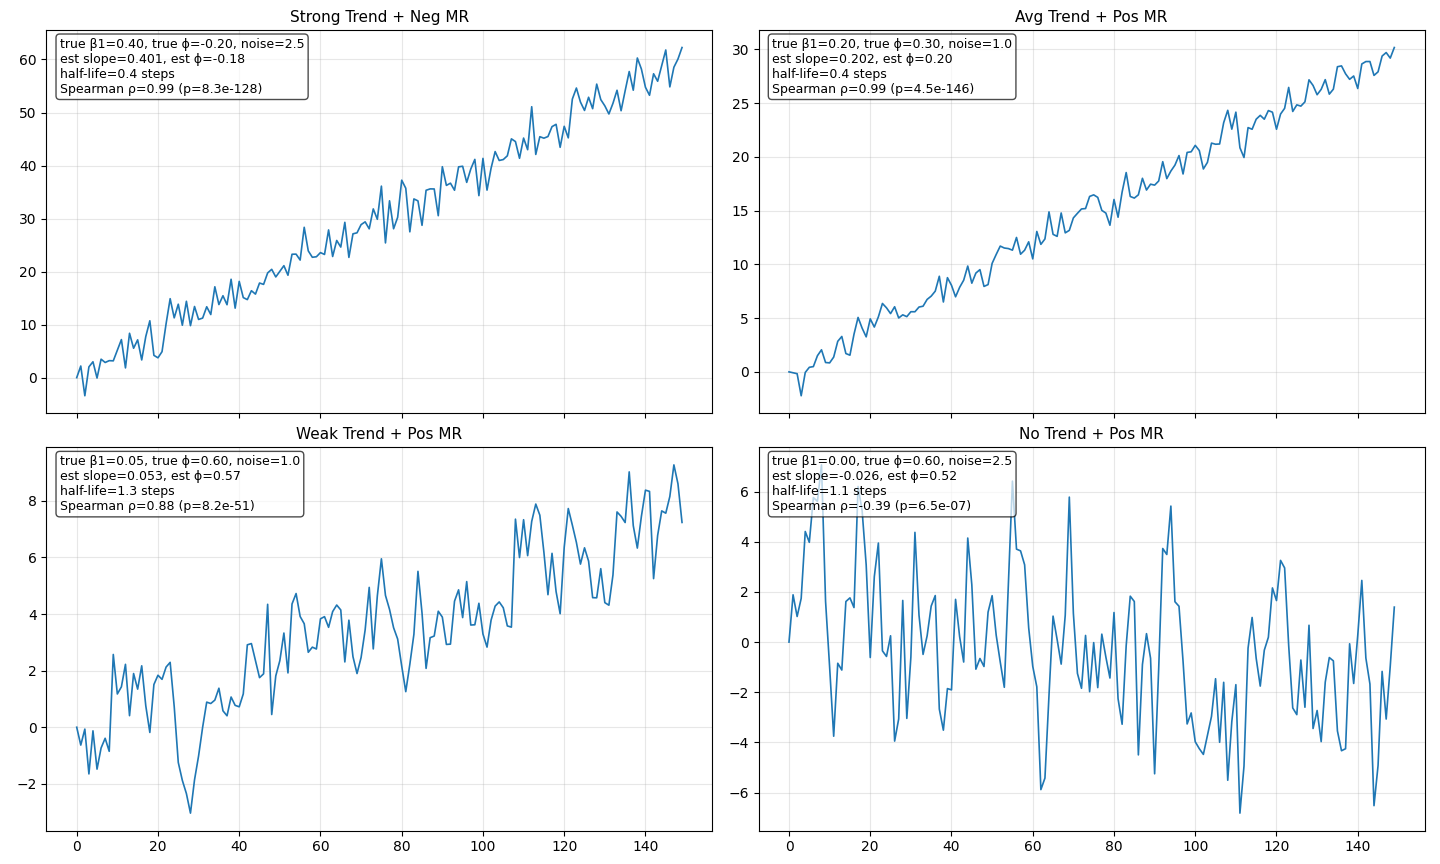 Strong Trend + Neg MR
true β1=0.40, true ϕ=-0.20, noise=2.5
est slope=0.401, est ϕ=-0.18
half-life=0.4 steps
Spearman ρ=0.99 (p=8.3e-128)
60
50
40
30
20
10
0
Avg Trend + Pos MR
true β1=0.20, true ϕ=0.30, noise=1.0
est slope=0.202, est ϕ=0.20
half-life=0.4 steps
Spearman ρ=0.99 (p=4.5e-146)
30
25
20
15
10
5
0
Weak Trend + Pos MR
true β1=0.05, true ϕ=0.60, noise=1.0
est slope=0.053, est ϕ=0.57
half-life=1.3 steps
Spearman ρ=0.88 (p=8.2e-51)
8
6
4
2
0
−2
0 20 40 60 80 100 120 140
No Trend + Pos MR
true β1=0.00, true ϕ=0.60, noise=2.5
est slope=-0.026, est ϕ=0.52
half-life=1.1 steps
Spearman ρ=-0.39 (p=6.5e-07)
6
4
2
0
−2
−4
−6
0 20 40 60 80 100 120 140